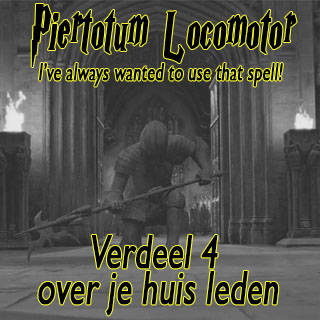 Piertotum Locomotor
I've always wanted to use that spell!
Verdeel 4
over je huis leden